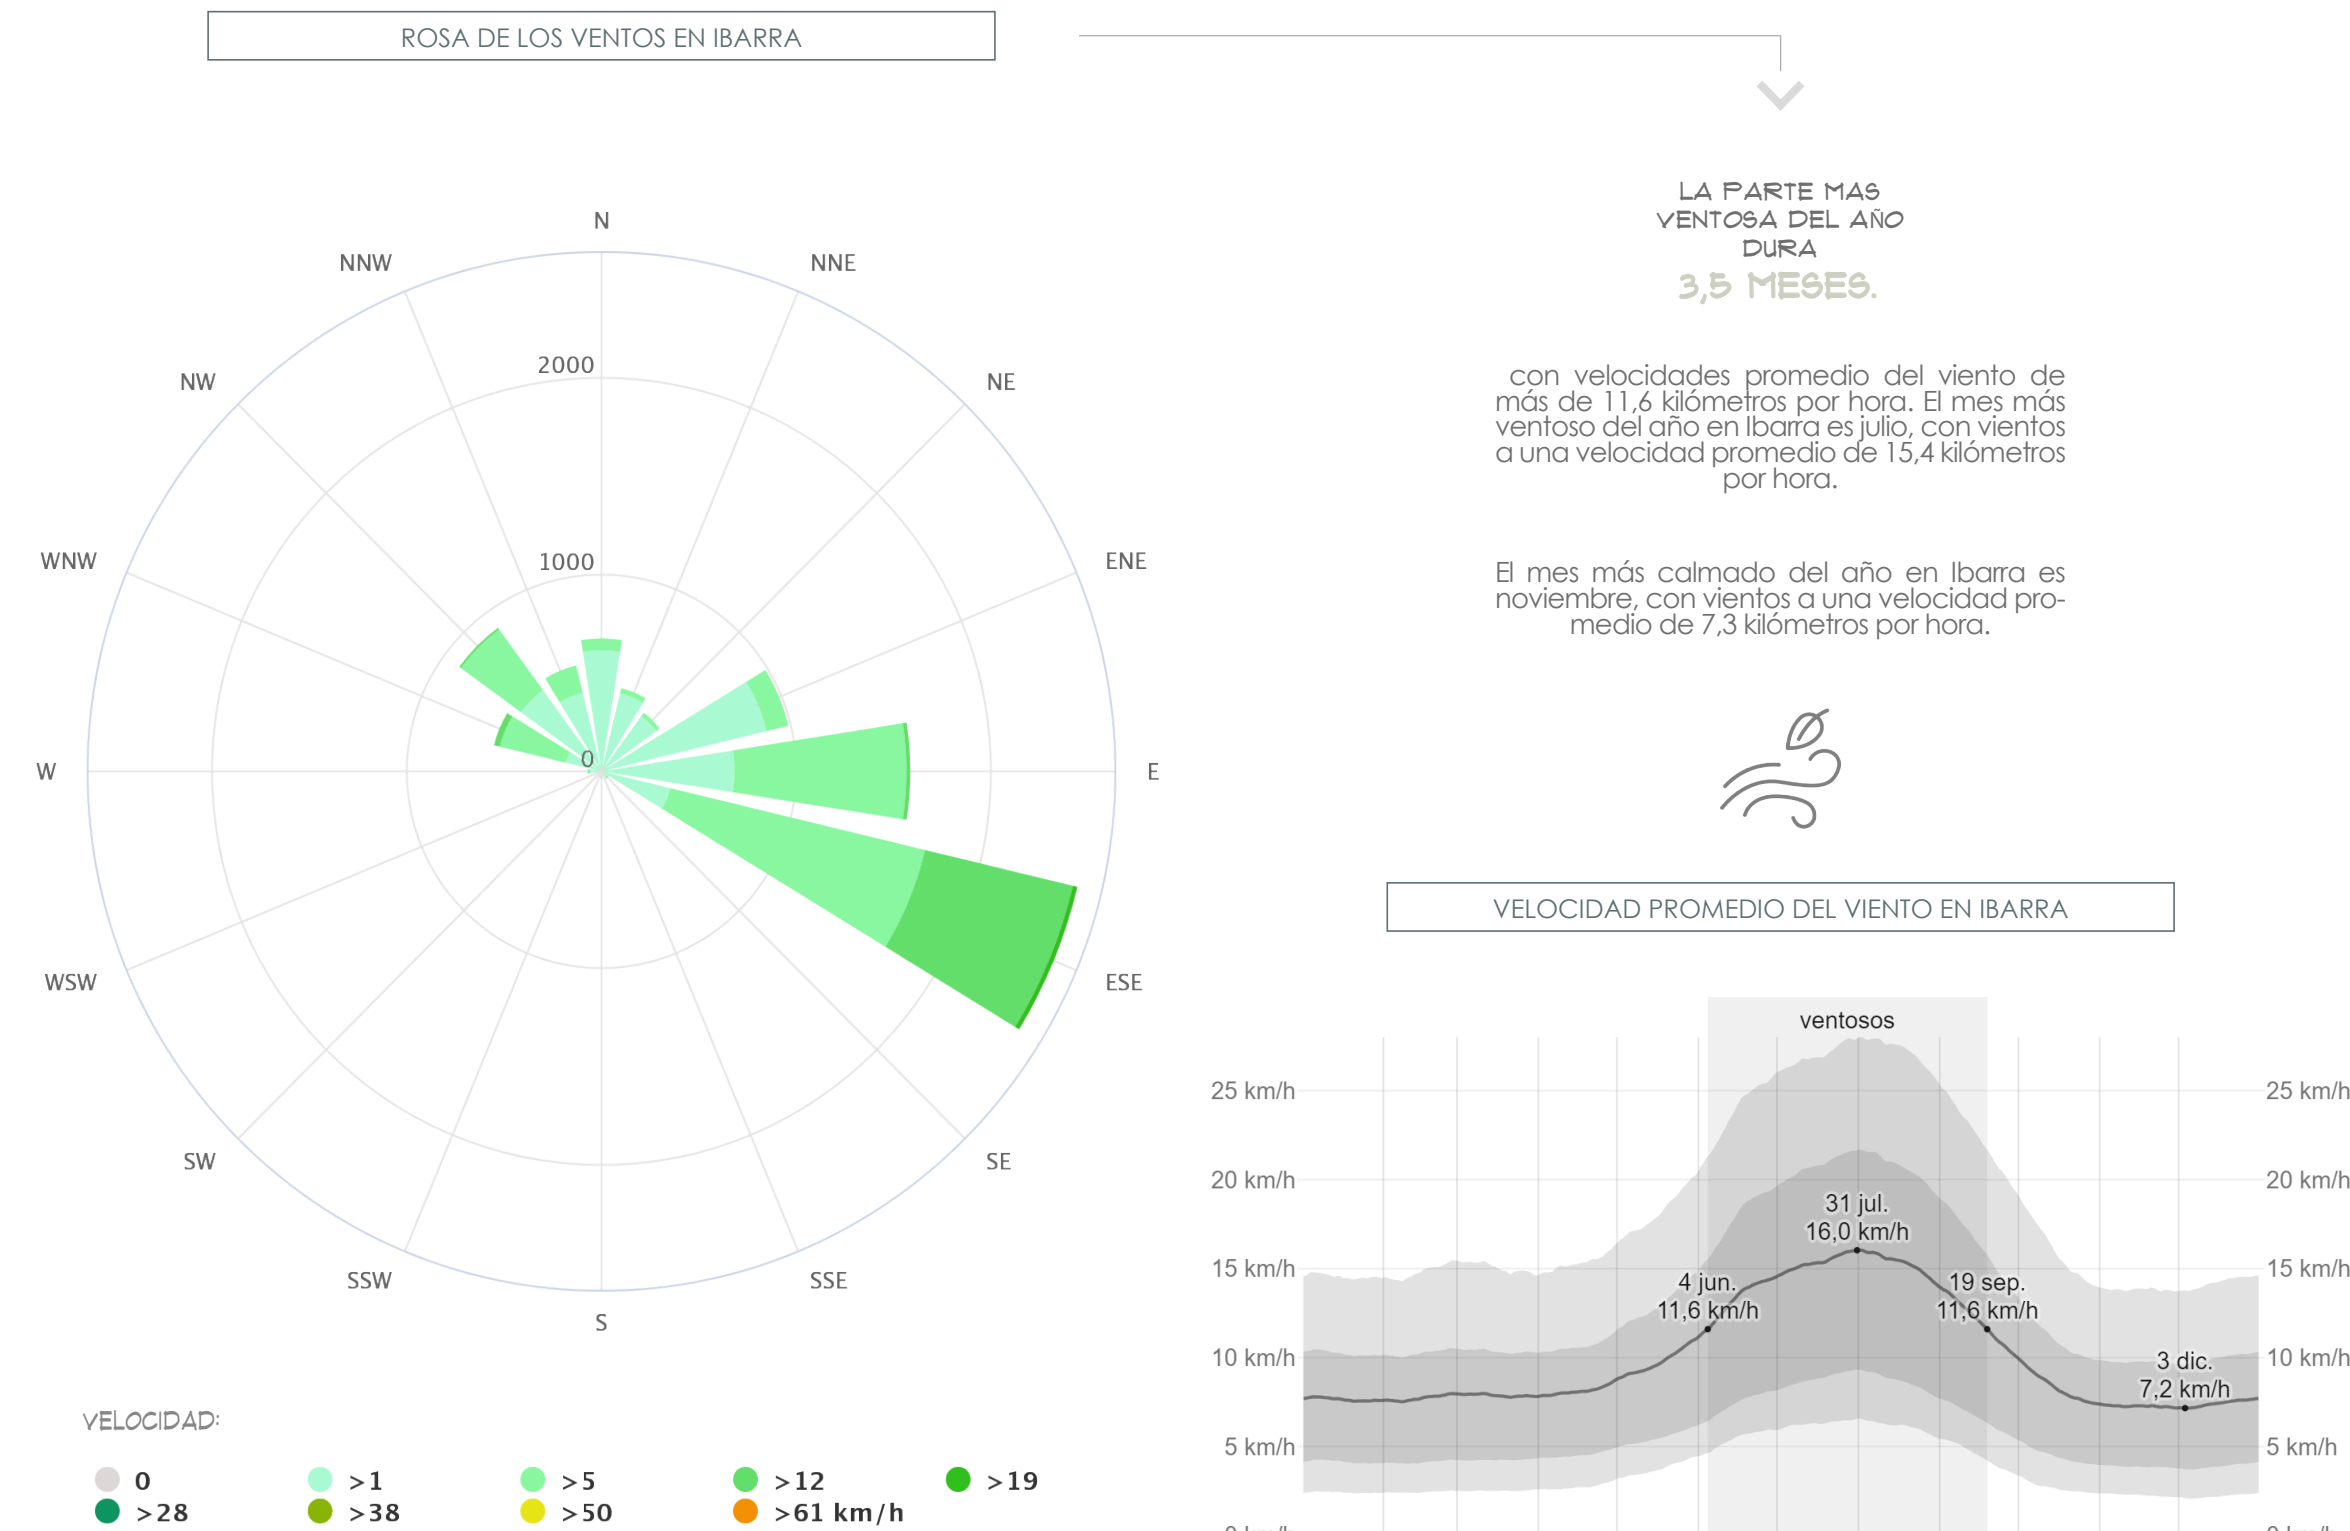 ROSA DE LOS VENTOS EN IBARRA
N
NNW
NNE
NW
NE
WNW
ENE
W
E
WSW
ESE
SW
SE
SSW
SSE
S
2000
1000
0
VELOCIDAD:
0
>1
>5
>12
>19
>28
>38
>50
>61 km/h
LA PARTE MAS
VENTOSA DEL AÑO
DURA
3,5 MESES.
con velocidades promedio del viento de
más de 11,6 kilómetros por hora. El mes más
ventoso del año en Ibarra es julio, con vientos
a una velocidad promedio de 15,4 kilómetros
por hora.
El mes más calmado del año en Ibarra es
noviembre, con vientos a una velocidad pro-
medio de 7,3 kilómetros por hora.
VELOCIDAD PROMEDIO DEL VIENTO EN IBARRA
ventosos
25 km/h
25 km/h
20 km/h
20 km/h
31 jul.
16,0 km/h
15 km/h
15 km/h
4 jun.
11,6 km/h
19 sep.
11,6 km/h
10 km/h
10 km/h
3 dic.
7,2 km/h
5 km/h
5 km/h
0 km/h
0 km/h